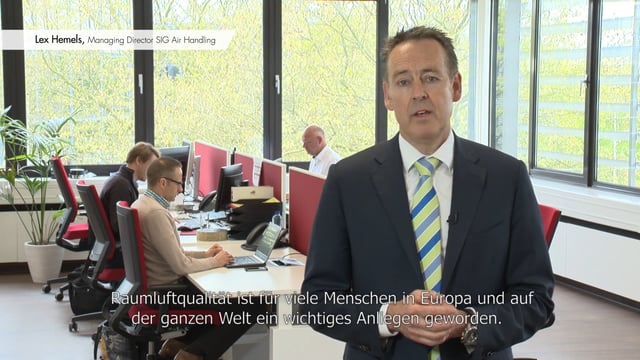 Lex Hemels, Managing Director SIG Air Handling
Raumluftqualität ist für viele Menschen in Europa und auf
der ganzen Welt ein wichtiges Anliegen geworden.